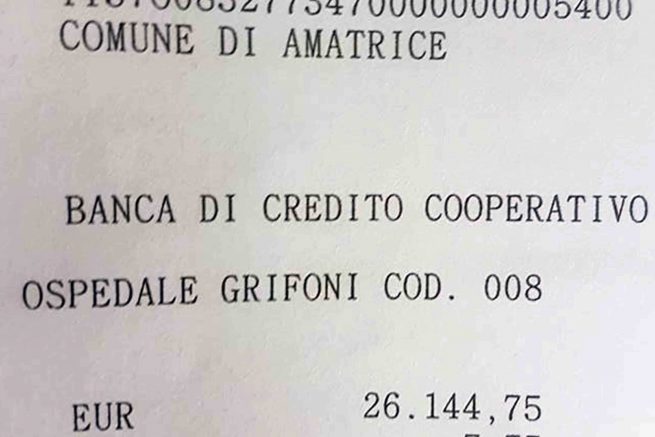 COMUNE DI AMATRICE
BANCA DI CREDITO COOPERATIVO
OSPEDALE GRIFONI COD. 008
EUR 26.144,75